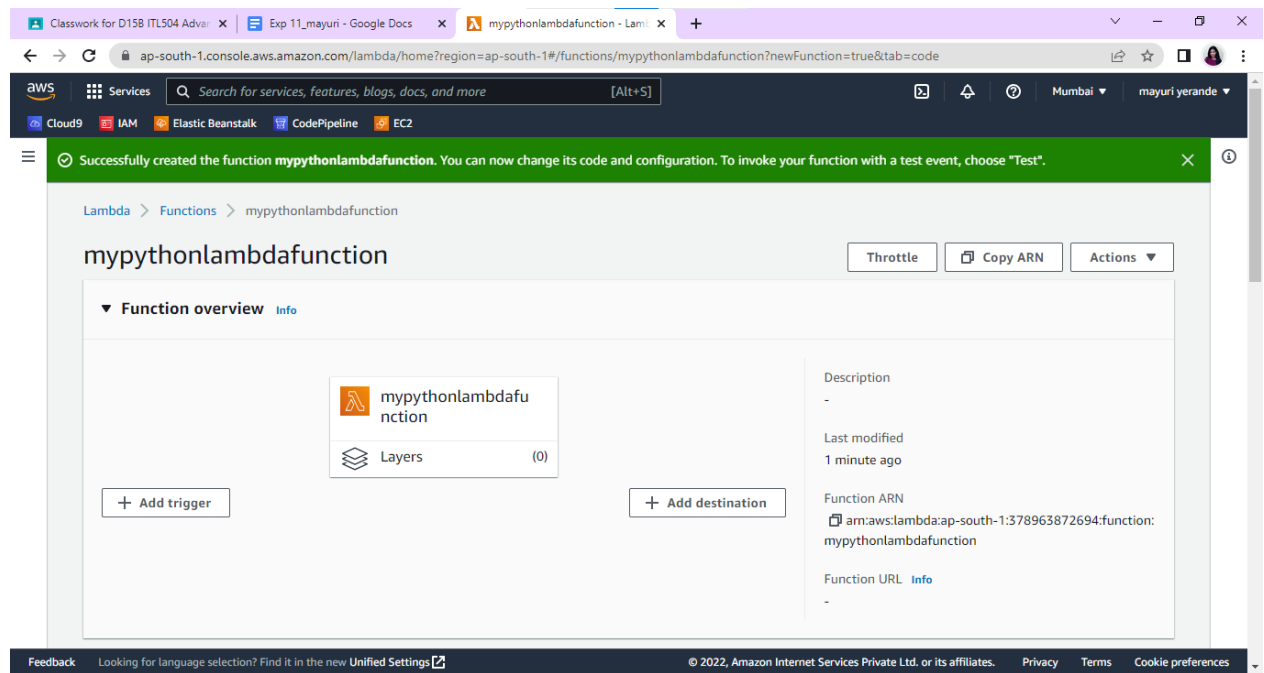 Classwork for D15B ITL504 Advan
Exp 11_mayuri - Google Docs
mypythonlambdafunction - Lamb
ap-south-1.console.aws.amazon.com/lambda/home?region=ap-south-1#/functions/mypythonlambdafunction?newFunction=true&tab=code
aws
Services
Search for services, features, blogs, docs, and more
[Alt+S]
Mumbai ▼
mayuri yerande ▼
Cloud9
IAM
Elastic Beanstalk
CodePipeline
EC2
Successfully created the function mypythonlambdafunction. You can now change its code and configuration. To invoke your function with a test event, choose "Test".
Lambda > Functions > mypythonlambdafunction
mypythonlambdafunction
Throttle
Copy ARN
Actions ▼
▼ Function overview Info
mypythonlambdafu
nction
Layers
(0)
+ Add trigger
+ Add destination
Description
-
Last modified
1 minute ago
Function ARN
arn:aws:lambda:ap-south-1:378963872694:function:
mypythonlambdafunction
Function URL Info
-
Feedback
Looking for language selection? Find it in the new Unified Settings
© 2022, Amazon Internet Services Private Ltd. or its affiliates.
Privacy
Terms
Cookie preferences